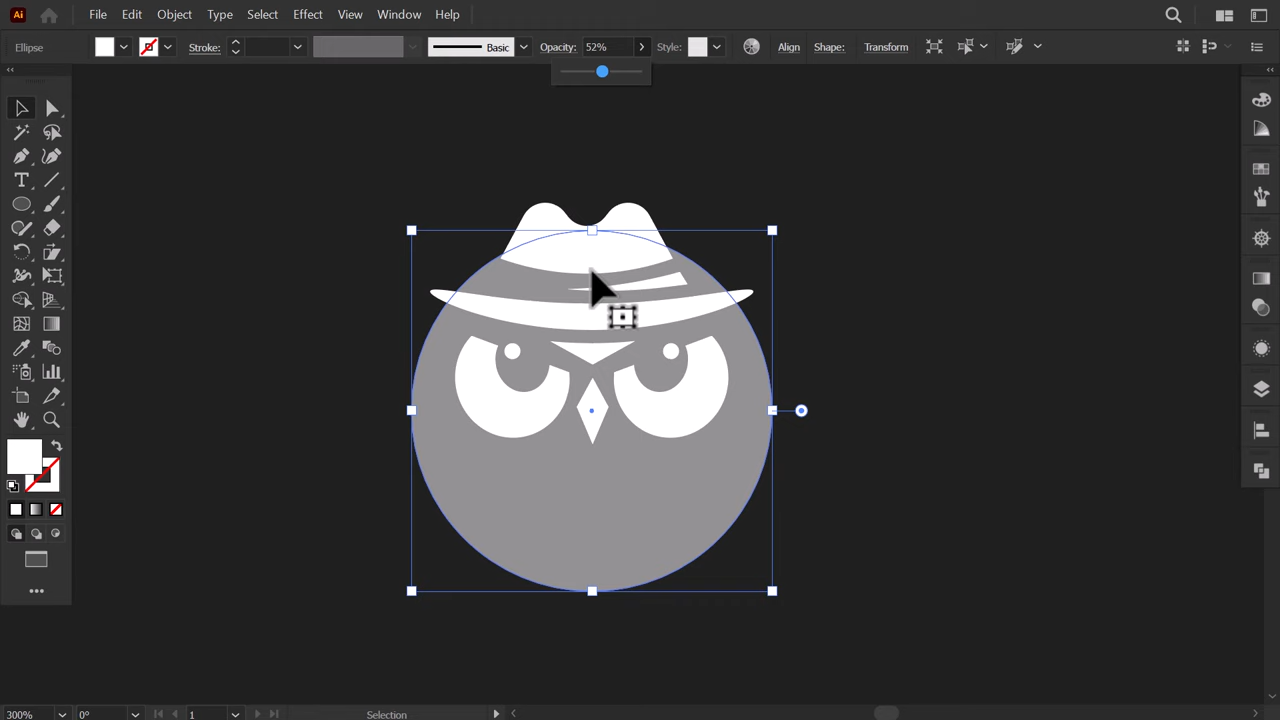 Ai File Edit Object Type Select Effect View Window Help
Ellipse Stroke: Basic Opacity: 52% Style: Align Shape: Transform
300% 0° 1 Selection